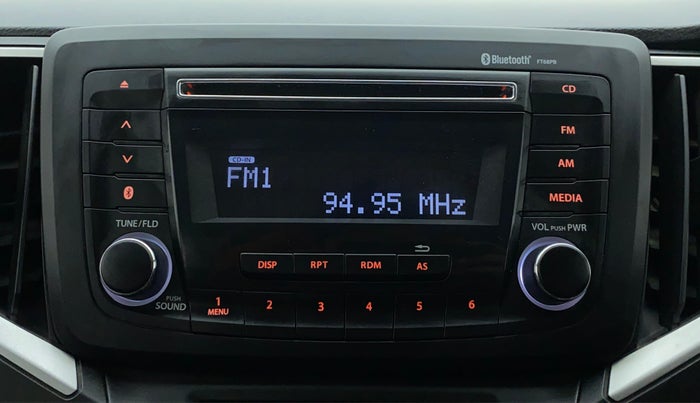 Bluetooth® FT68PB
CD
FM
AM
MEDIA
CD-IN
FM1
94.95 MHz
TUNE/FLD
VOL PUSH PWR
DISP RPT RDM AS
PUSH
SOUND
1 2 3 4 5 6
MENU